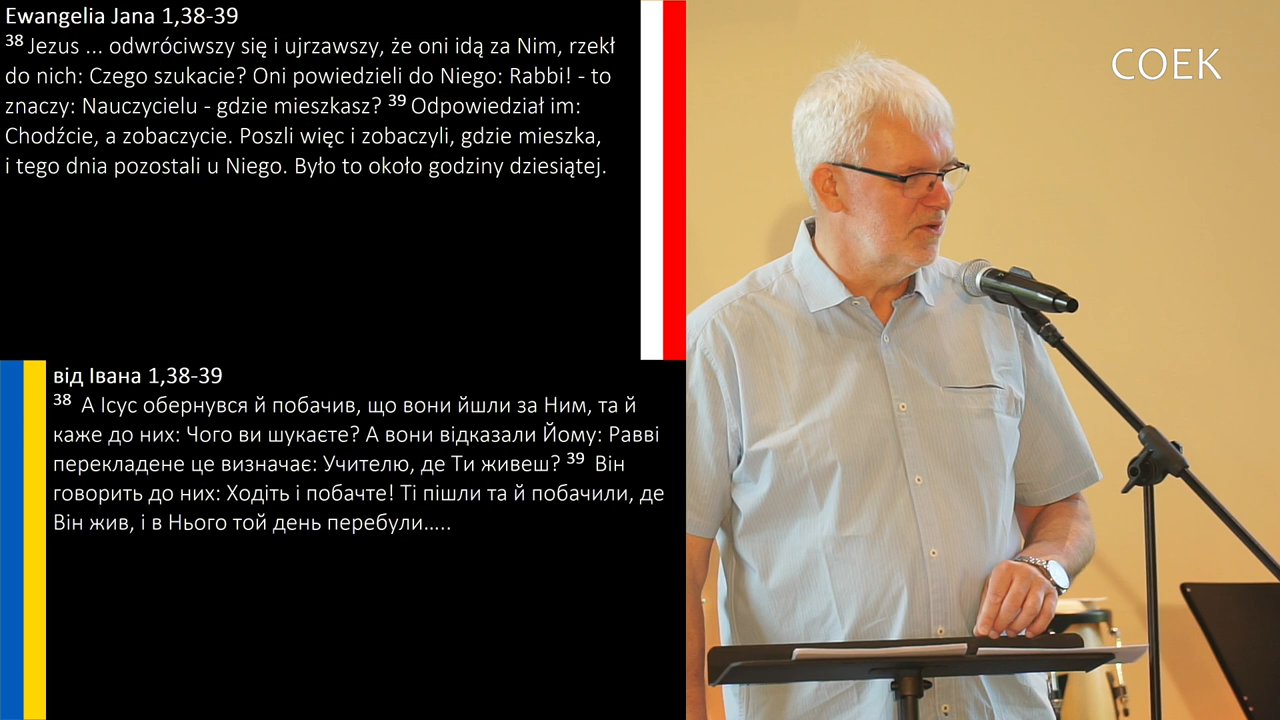 Ewangelia Jana 1,38-39
38 Jezus ... odwróciwszy się i ujrzawszy, że oni idą za Nim, rzekł
do nich: Czego szukacie? Oni powiedzieli do Niego: Rabbi! - to
znaczy: Nauczycielu - gdzie mieszkasz? 39 Odpowiedział im:
Chodźcie, a zobaczycie. Poszli więc i zobaczyli, gdzie mieszka,
i tego dnia pozostali u Niego. Było to około godziny dziesiątej.
від Івана 1,38-39
38 А Ісус обернувся й побачив, що вони йшли за Ним, та й
каже до них: Чого ви шукаєте? А вони відказали Йому: Равві
перекладене це визначає: Учителю, де Ти живеш? 39 Він
говорить до них: Ходіть і побачте! Ті пішли та й побачили, де
Він жив, і в Нього той день перебули…..
COEK